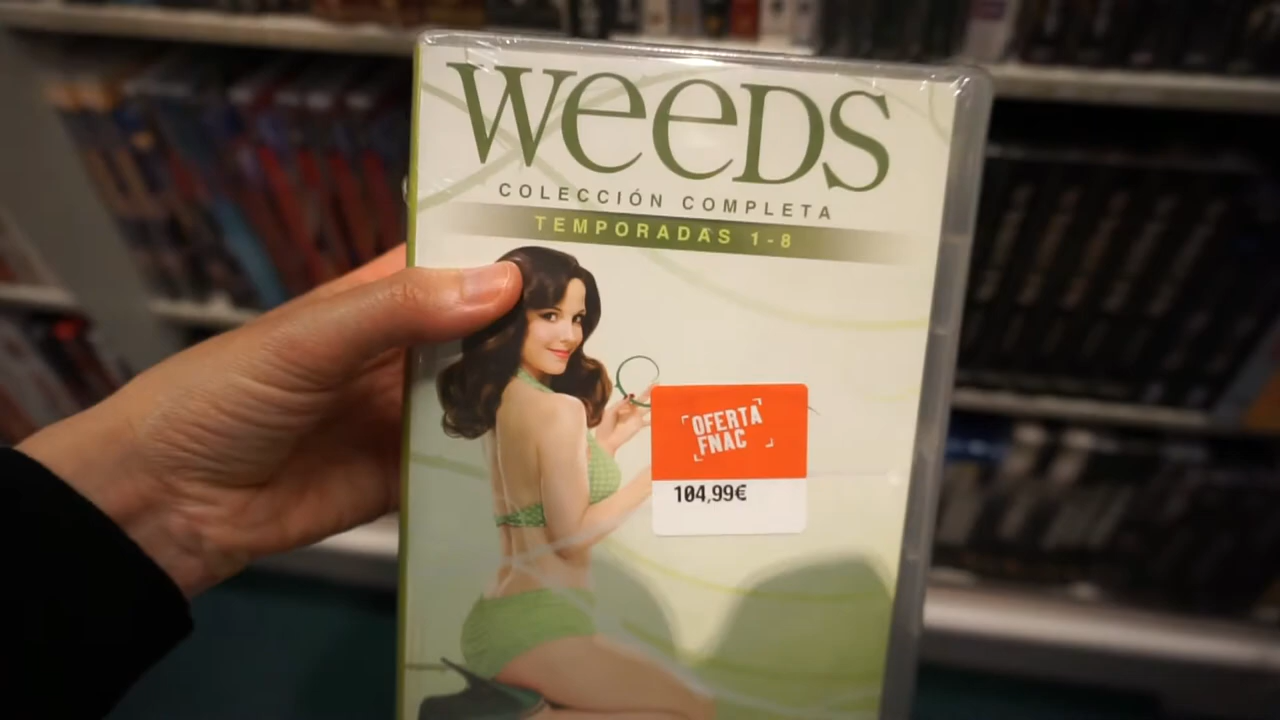 WeeDS
COLECCIÓN COMPLETA
TEMPORADAS 1-8
OFERTA
FNAC
104,99€